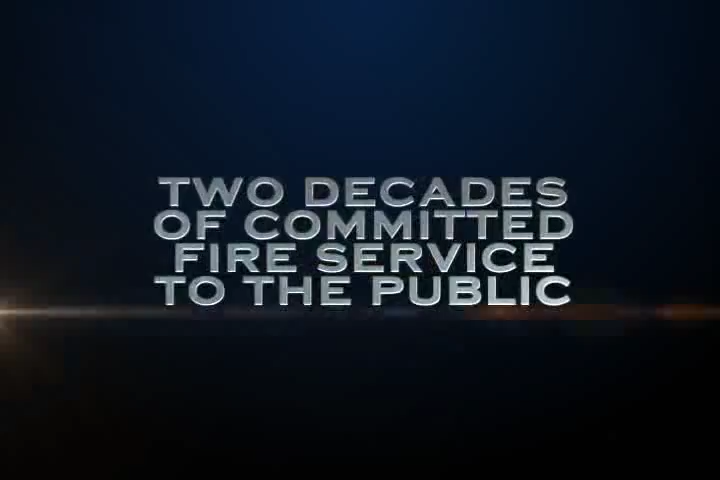 TWO DECADES
OF COMMITTED
FIRE SERVICE
TO THE PUBLIC